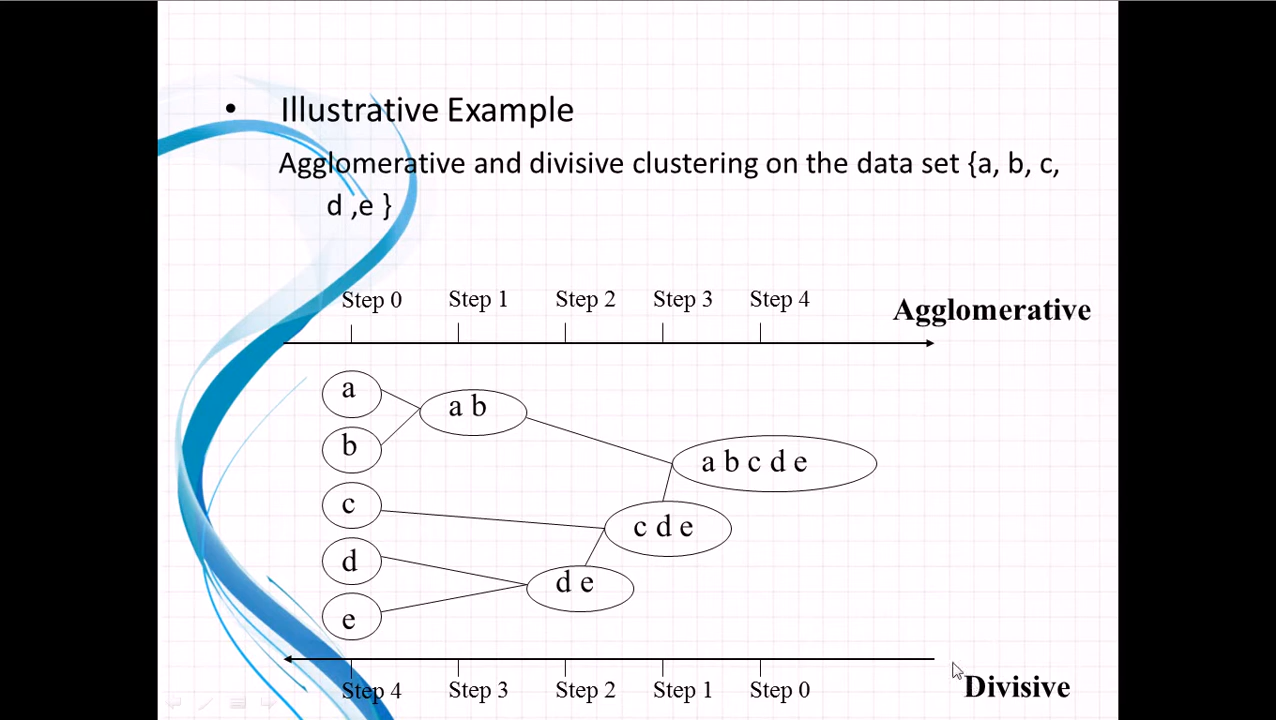 • Illustrative Example
Agglomerative and divisive clustering on the data set {a, b, c,
d ,e }
Step 0 Step 1 Step 2 Step 3 Step 4
Agglomerative
a
a b
b
a b c d e
c
c d e
d
d e
e
Step 4 Step 3 Step 2 Step 1 Step 0
Divisive